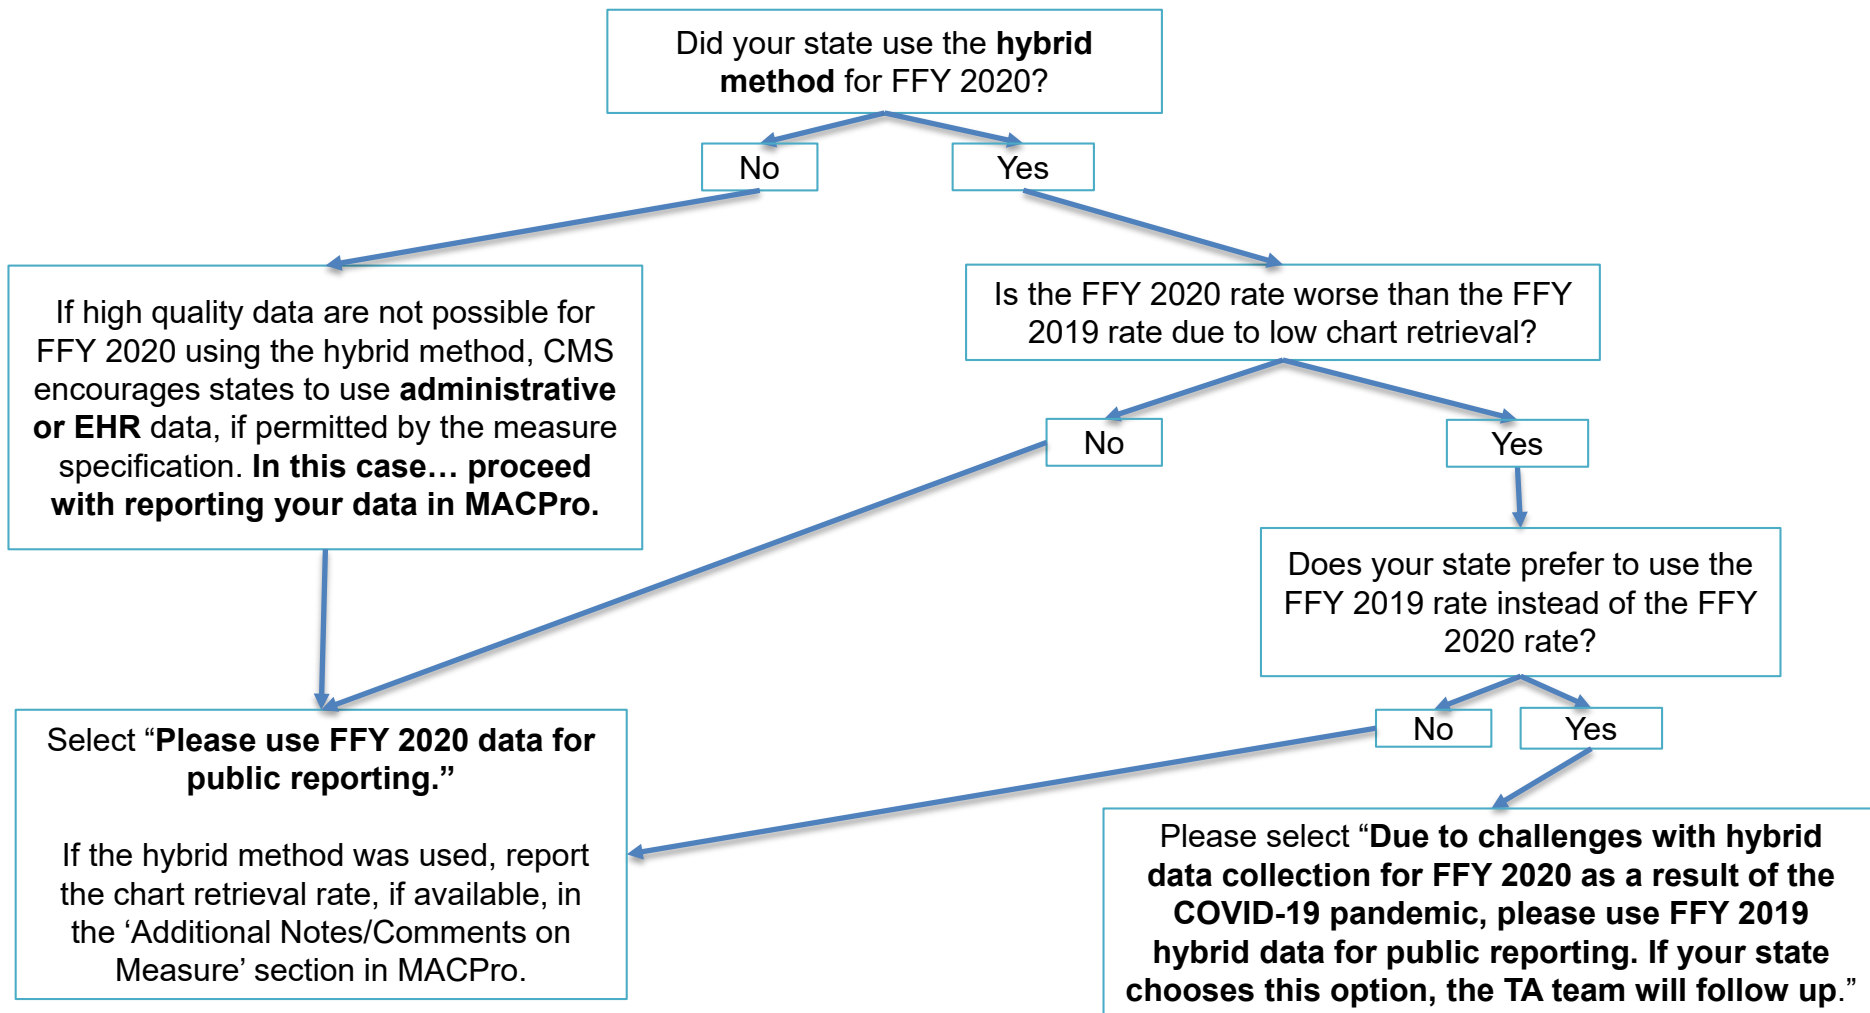 Did your state use the hybrid
method for FFY 2020?
No
Yes
If high quality data are not possible for
FFY 2020 using the hybrid method, CMS
encourages states to use administrative
or EHR data, if permitted by the measure
specification. In this case… proceed
with reporting your data in MACPro.
Is the FFY 2020 rate worse than the FFY
2019 rate due to low chart retrieval?
No
Yes
Does your state prefer to use the
FFY 2019 rate instead of the FFY
2020 rate?
No
Yes
Select “Please use FFY 2020 data for
public reporting.”
If the hybrid method was used, report
the chart retrieval rate, if available, in
the ‘Additional Notes/Comments on
Measure’ section in MACPro.
Please select “Due to challenges with hybrid
data collection for FFY 2020 as a result of the
COVID-19 pandemic, please use FFY 2019
hybrid data for public reporting. If your state
chooses this option, the TA team will follow up.”